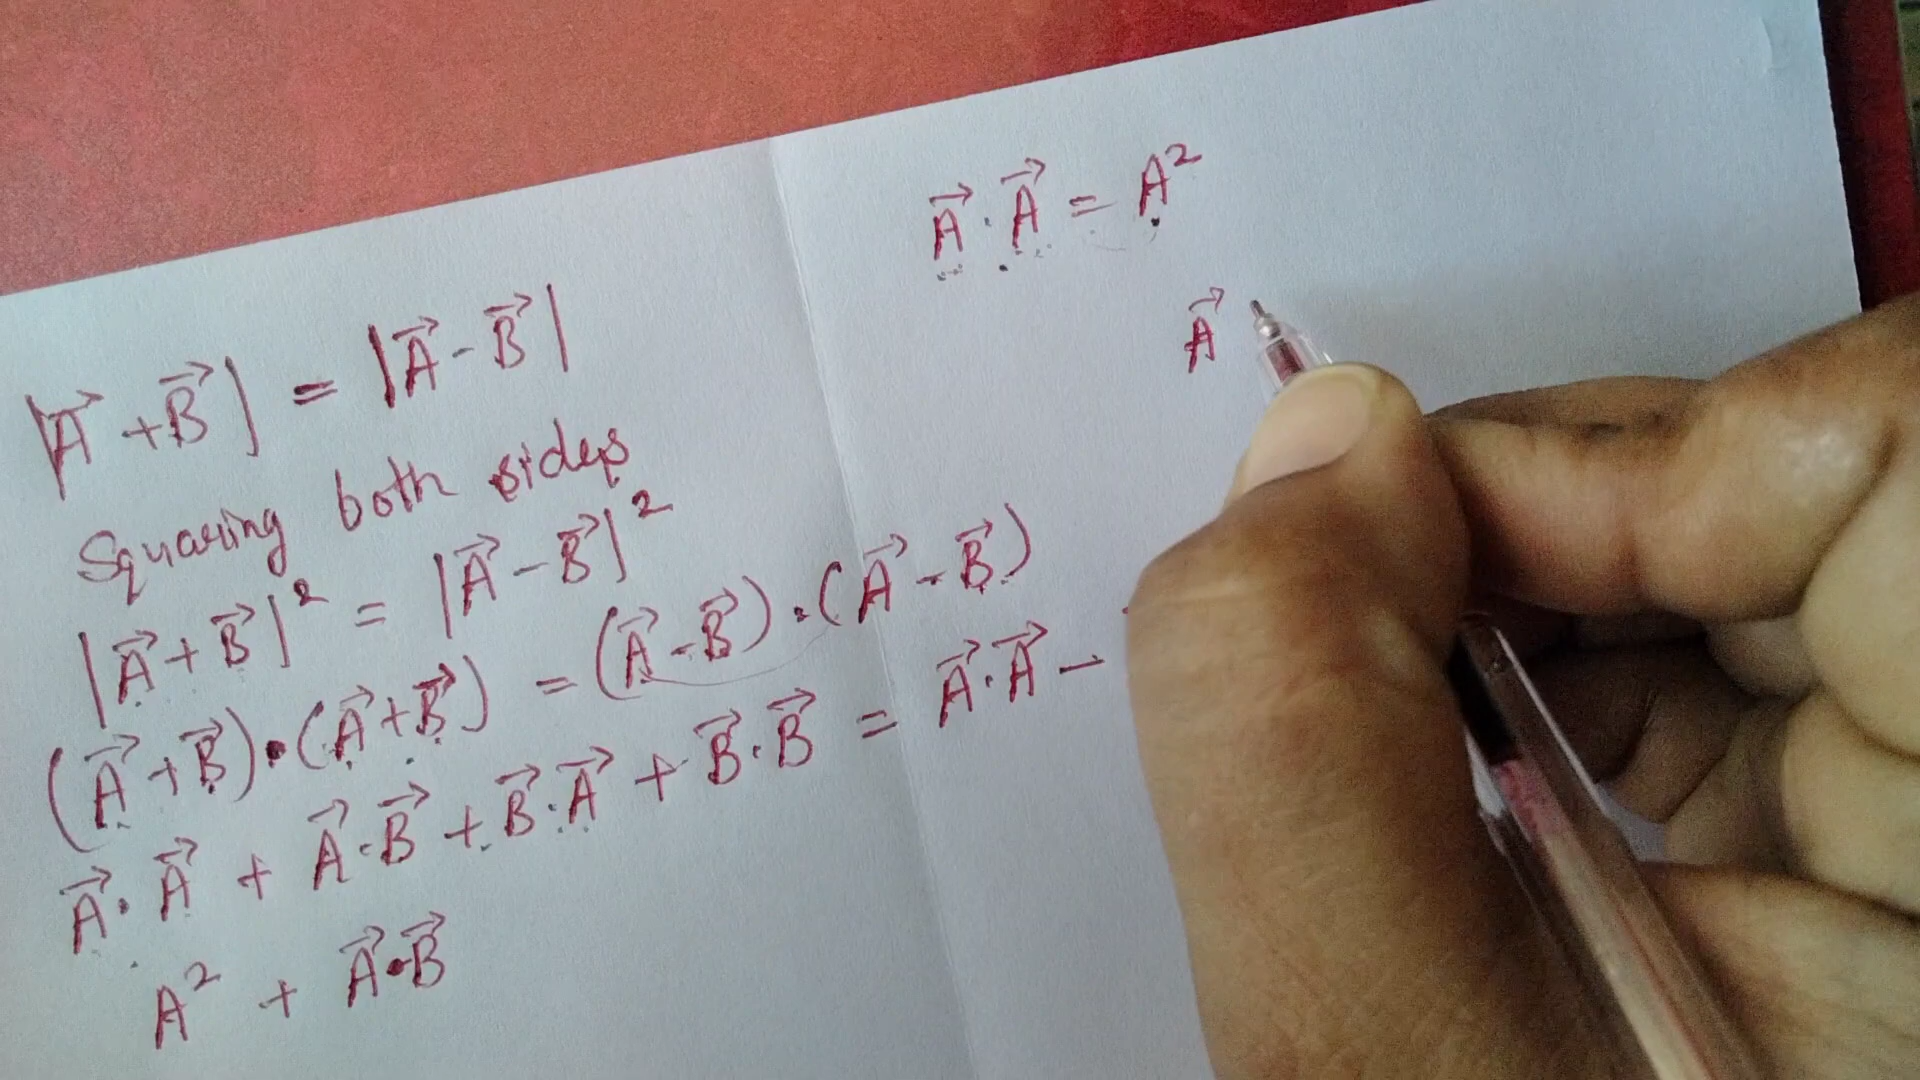 |A⃗ + B⃗| = |A⃗ - B⃗|
Squaring both sides
|A⃗ + B⃗|² = |A⃗ - B⃗|²
(A⃗ + B⃗) • (A⃗ + B⃗) = (A⃗ - B⃗) • (A⃗ - B⃗)
A⃗ · A⃗ + A⃗ · B⃗ + B⃗ · A⃗ + B⃗ · B⃗ = A⃗ · A⃗ -
A² + A⃗ • B⃗
A⃗ · A⃗ = A²
A⃗